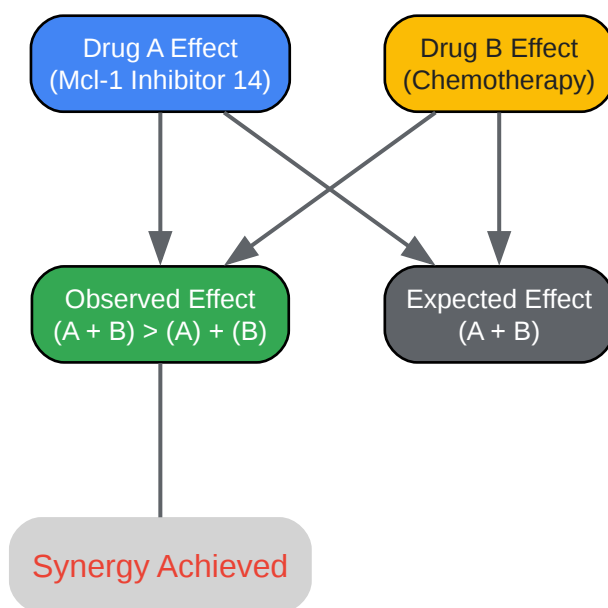 Drug A Effect
(Mcl-1 Inhibitor 14)
Drug B Effect
(Chemotherapy)
Observed Effect
(A + B) > (A) + (B)
Expected Effect
(A + B)
Synergy Achieved